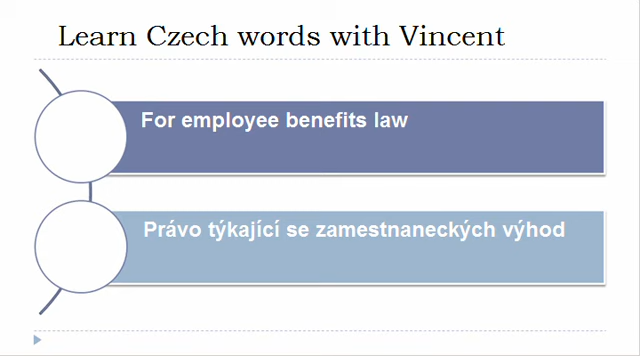 Learn Czech words with Vincent
For employee benefits law
Právo týkající se zamestnaneckých výhod